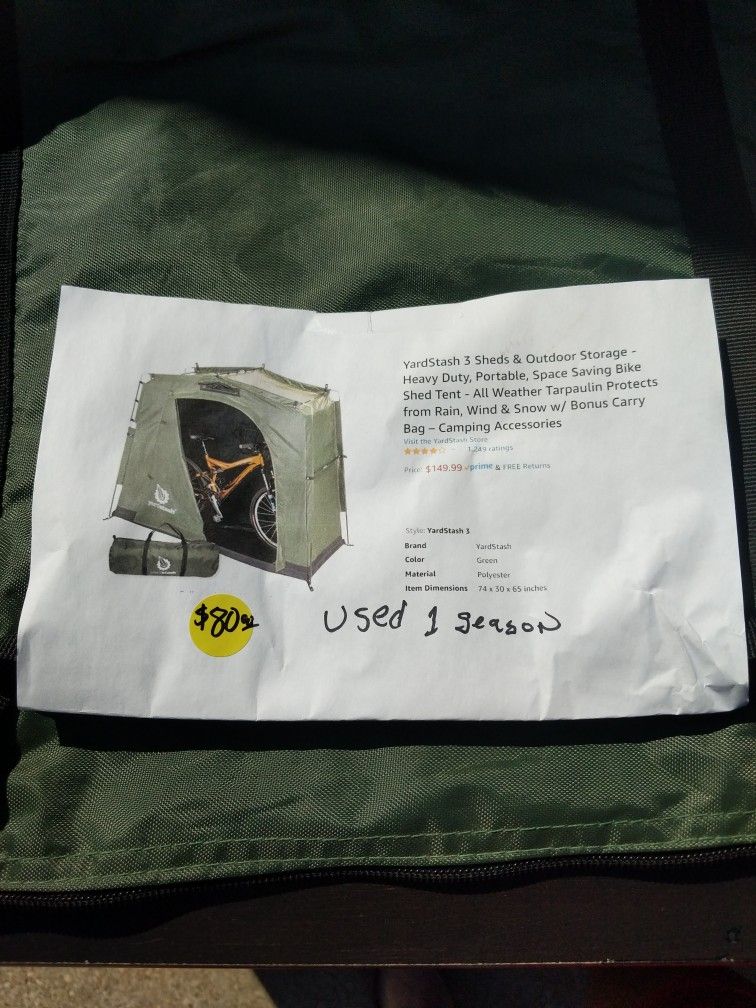 YardStash 3 Sheds & Outdoor Storage -
Heavy Duty, Portable, Space Saving Bike
Shed Tent - All Weather Tarpaulin Protects
from Rain, Wind & Snow w/ Bonus Carry
Bag – Camping Accessories
Visit the YardStash Store
1,249 ratings
Price: $149.99 prime & FREE Returns
Style: YardStash 3
Brand YardStash
Color Green
Material Polyester
Item Dimensions 74 x 30 x 65 inches
$80
Used 1 season